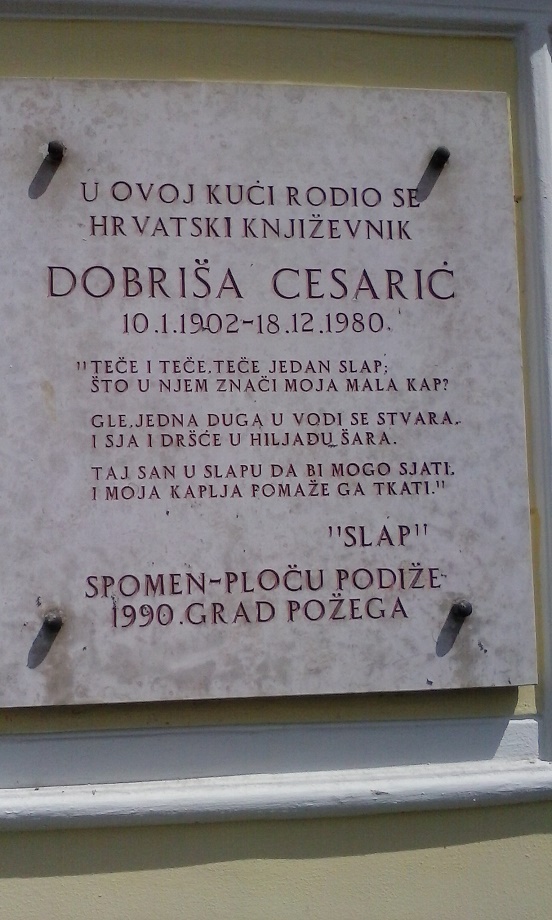 U OVOJ KUĆI RODIO SE
HRVATSKI KNJIŽEVNIK
DOBRIŠA CESARIĆ
10.1.1902-18.12.1980.
"TEČE I TEČE, TEČE JEDAN SLAP;
ŠTO U NJEM ZNAČI MOJA MALA KAP?
GLE, JEDNA DUGA U VODI SE STVARA,
I SJA I DRŠĆE U HILJADU ŠARA.
TAJ SAN U SLAPU DA BI MOGO SJATI,
I MOJA KAPLJA POMAŽE GA TKATI."
"SLAP"
SPOMEN-PLOČU PODIŽE
1990. GRAD POŽEGA